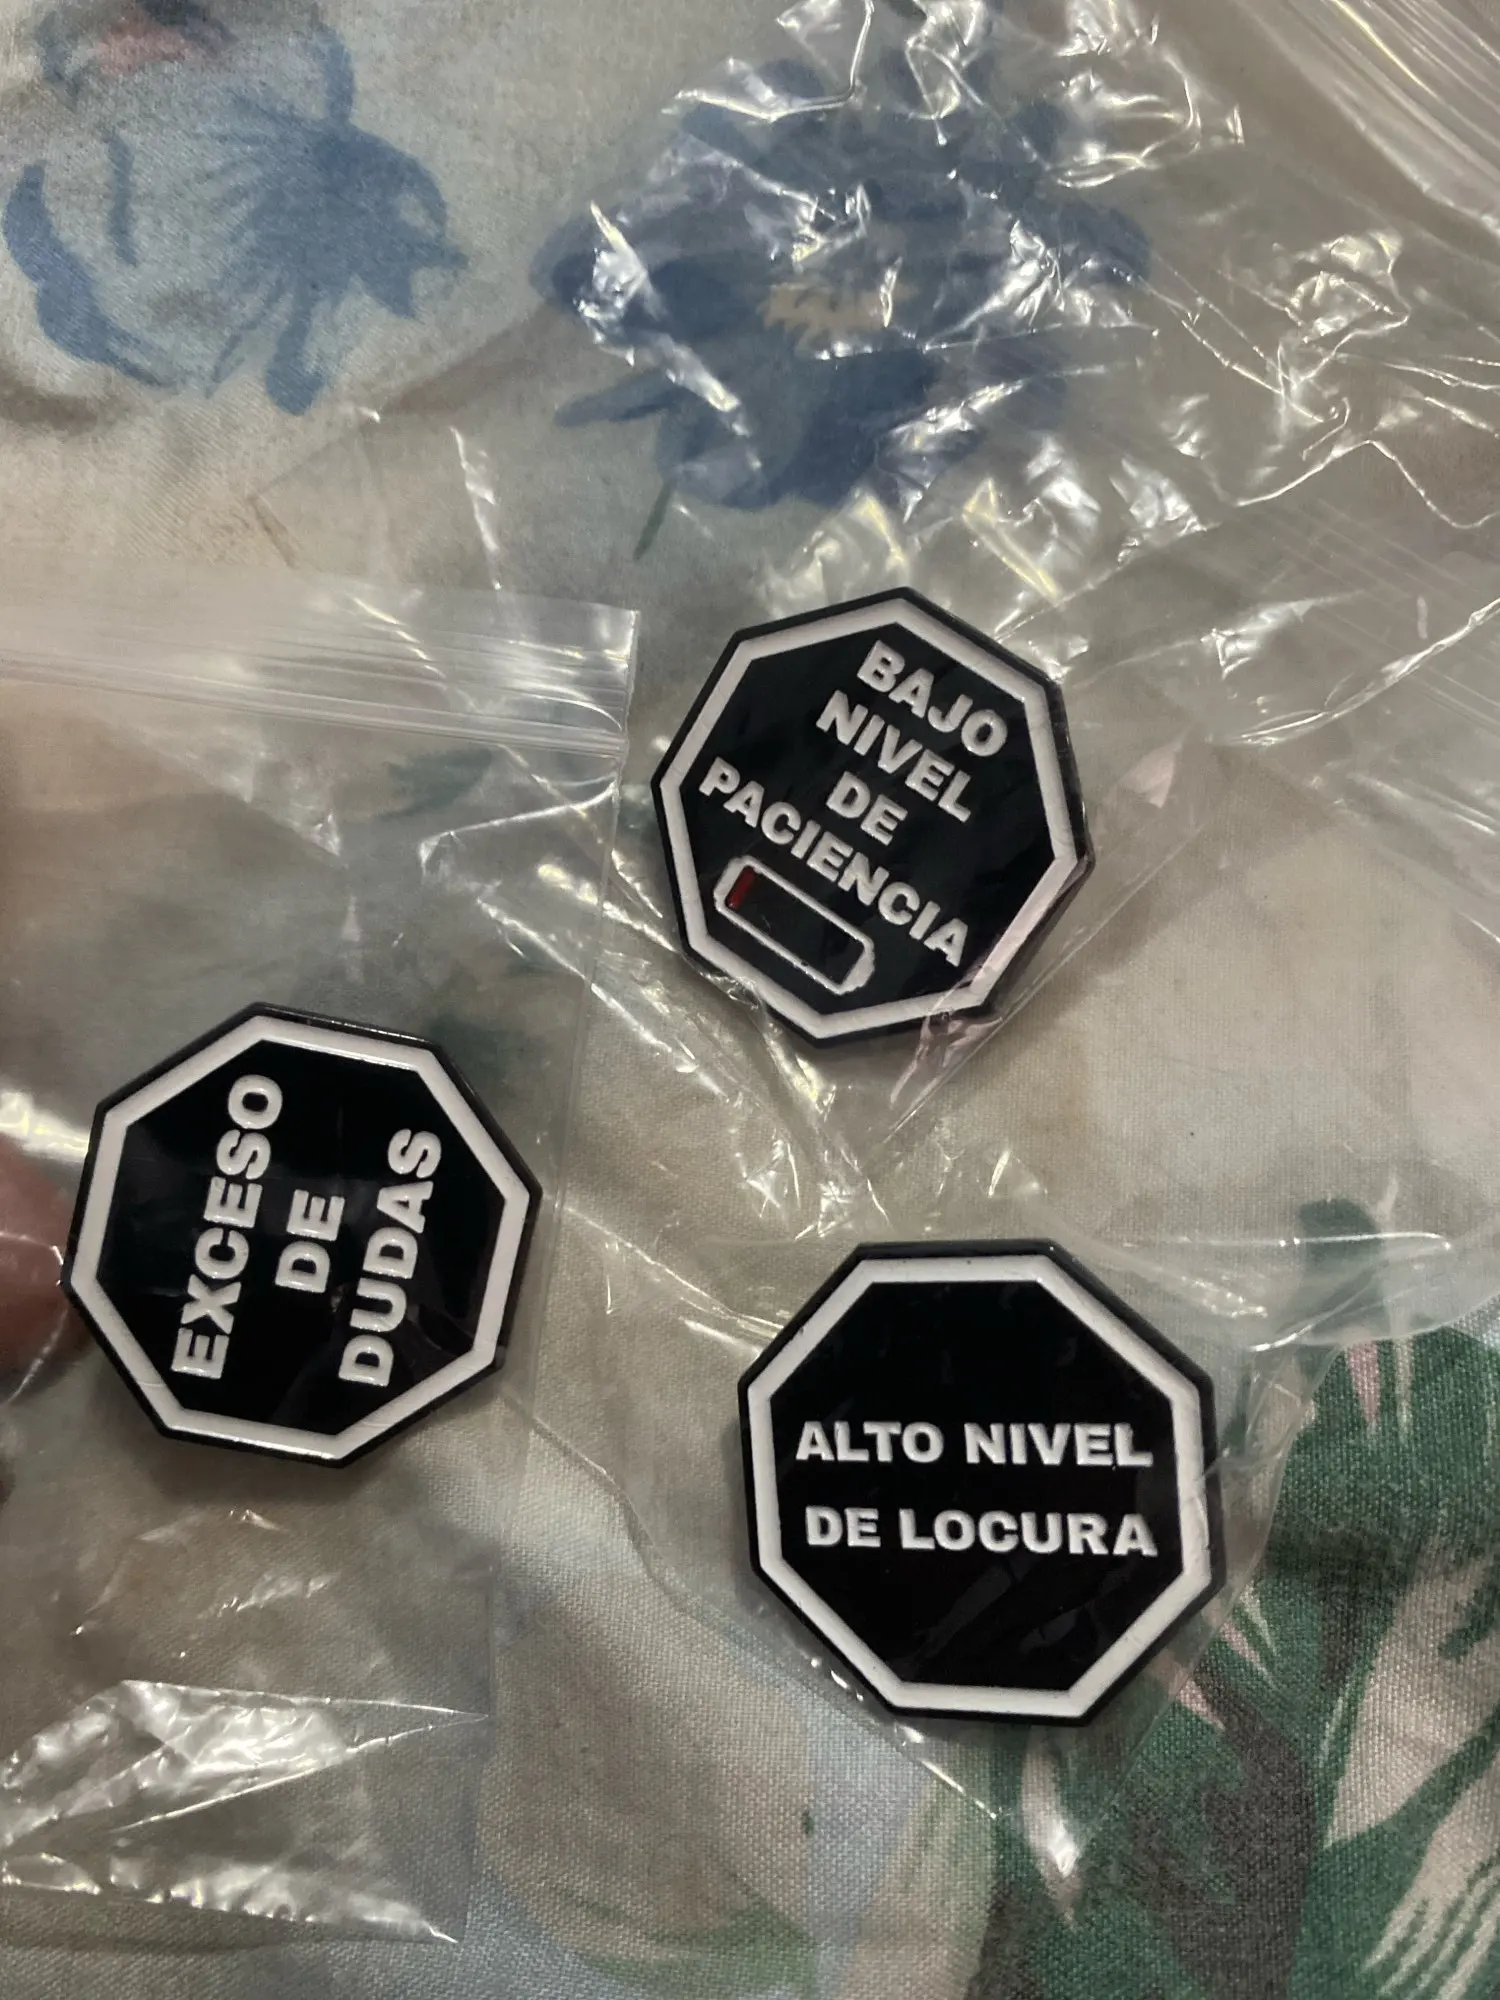 BAJO
NIVEL
DE
PACIENCIA
EXCESO
DE
DUDAS
ALTO NIVEL
DE LOCURA